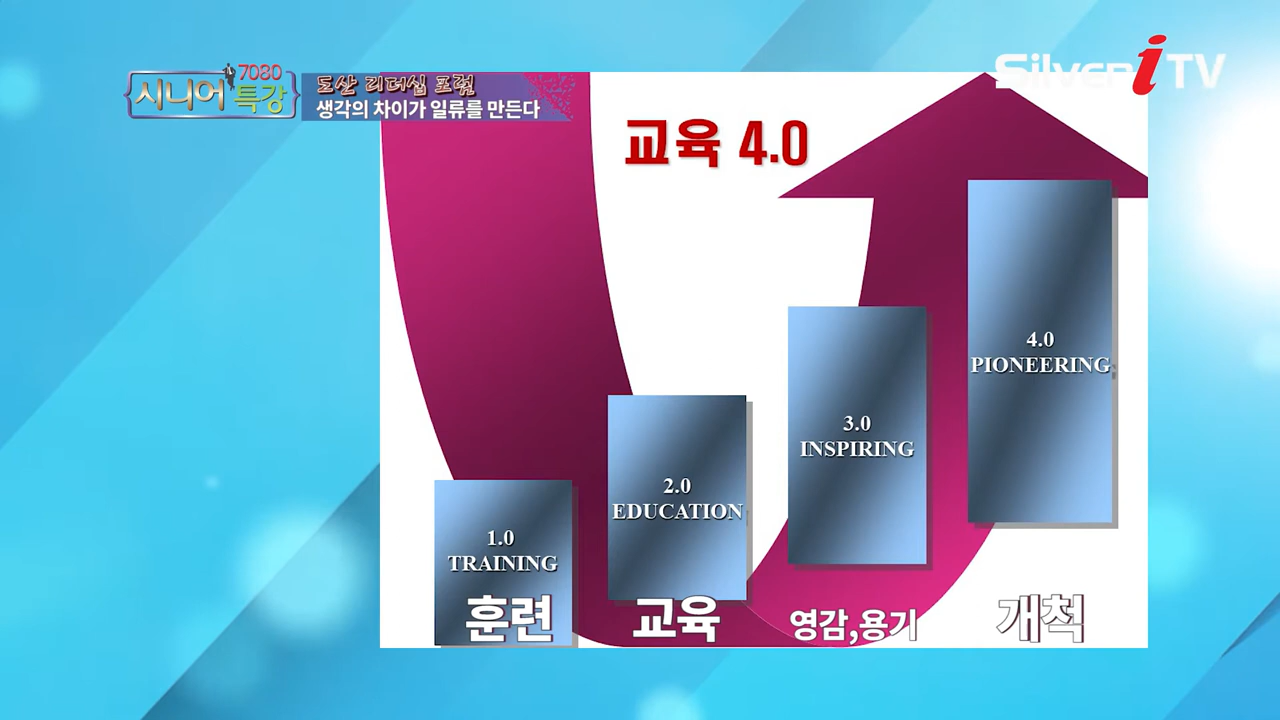 7080
시니어 특강
도산 리더십 포럼
생각의 차이가 일류를 만든다
Silver i TV
교육 4.0
4.0
PIONEERING
3.0
INSPIRING
2.0
EDUCATION
1.0
TRAINING
훈련
교육
영감,용기
개척